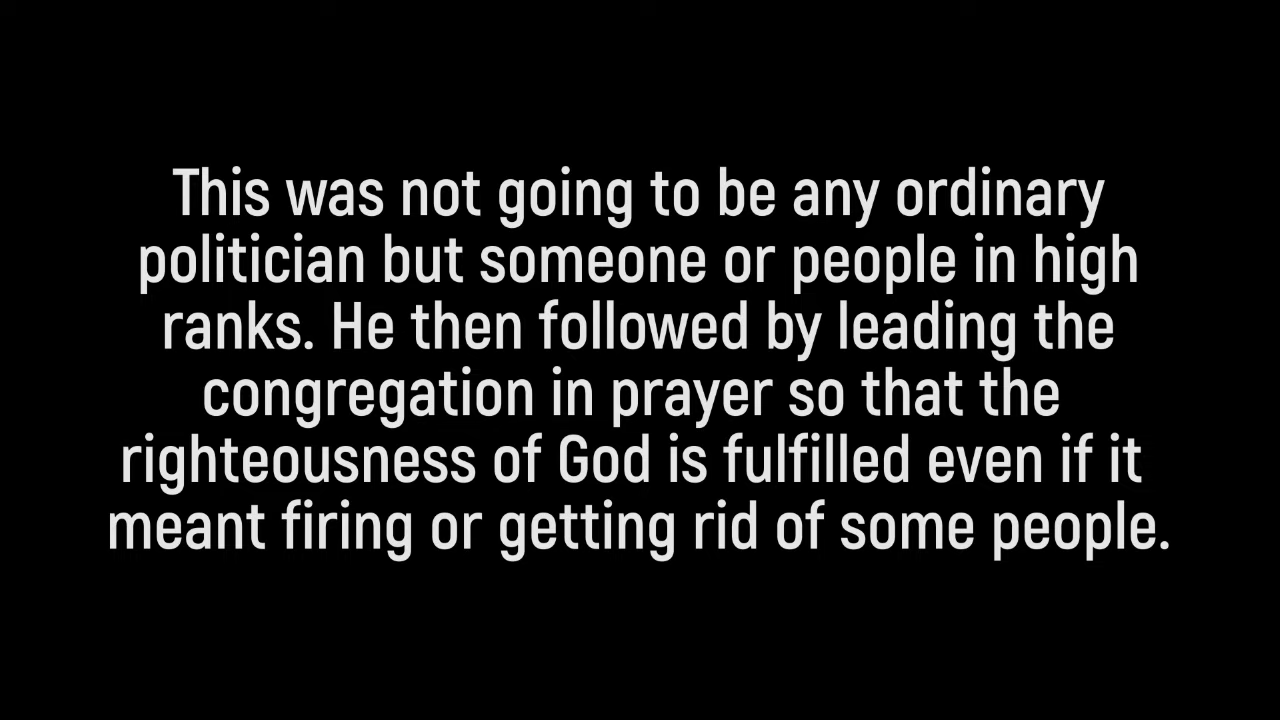 This was not going to be any ordinary
politician but someone or people in high
ranks. He then followed by leading the
congregation in prayer so that the
righteousness of God is fulfilled even if it
meant firing or getting rid of some people.